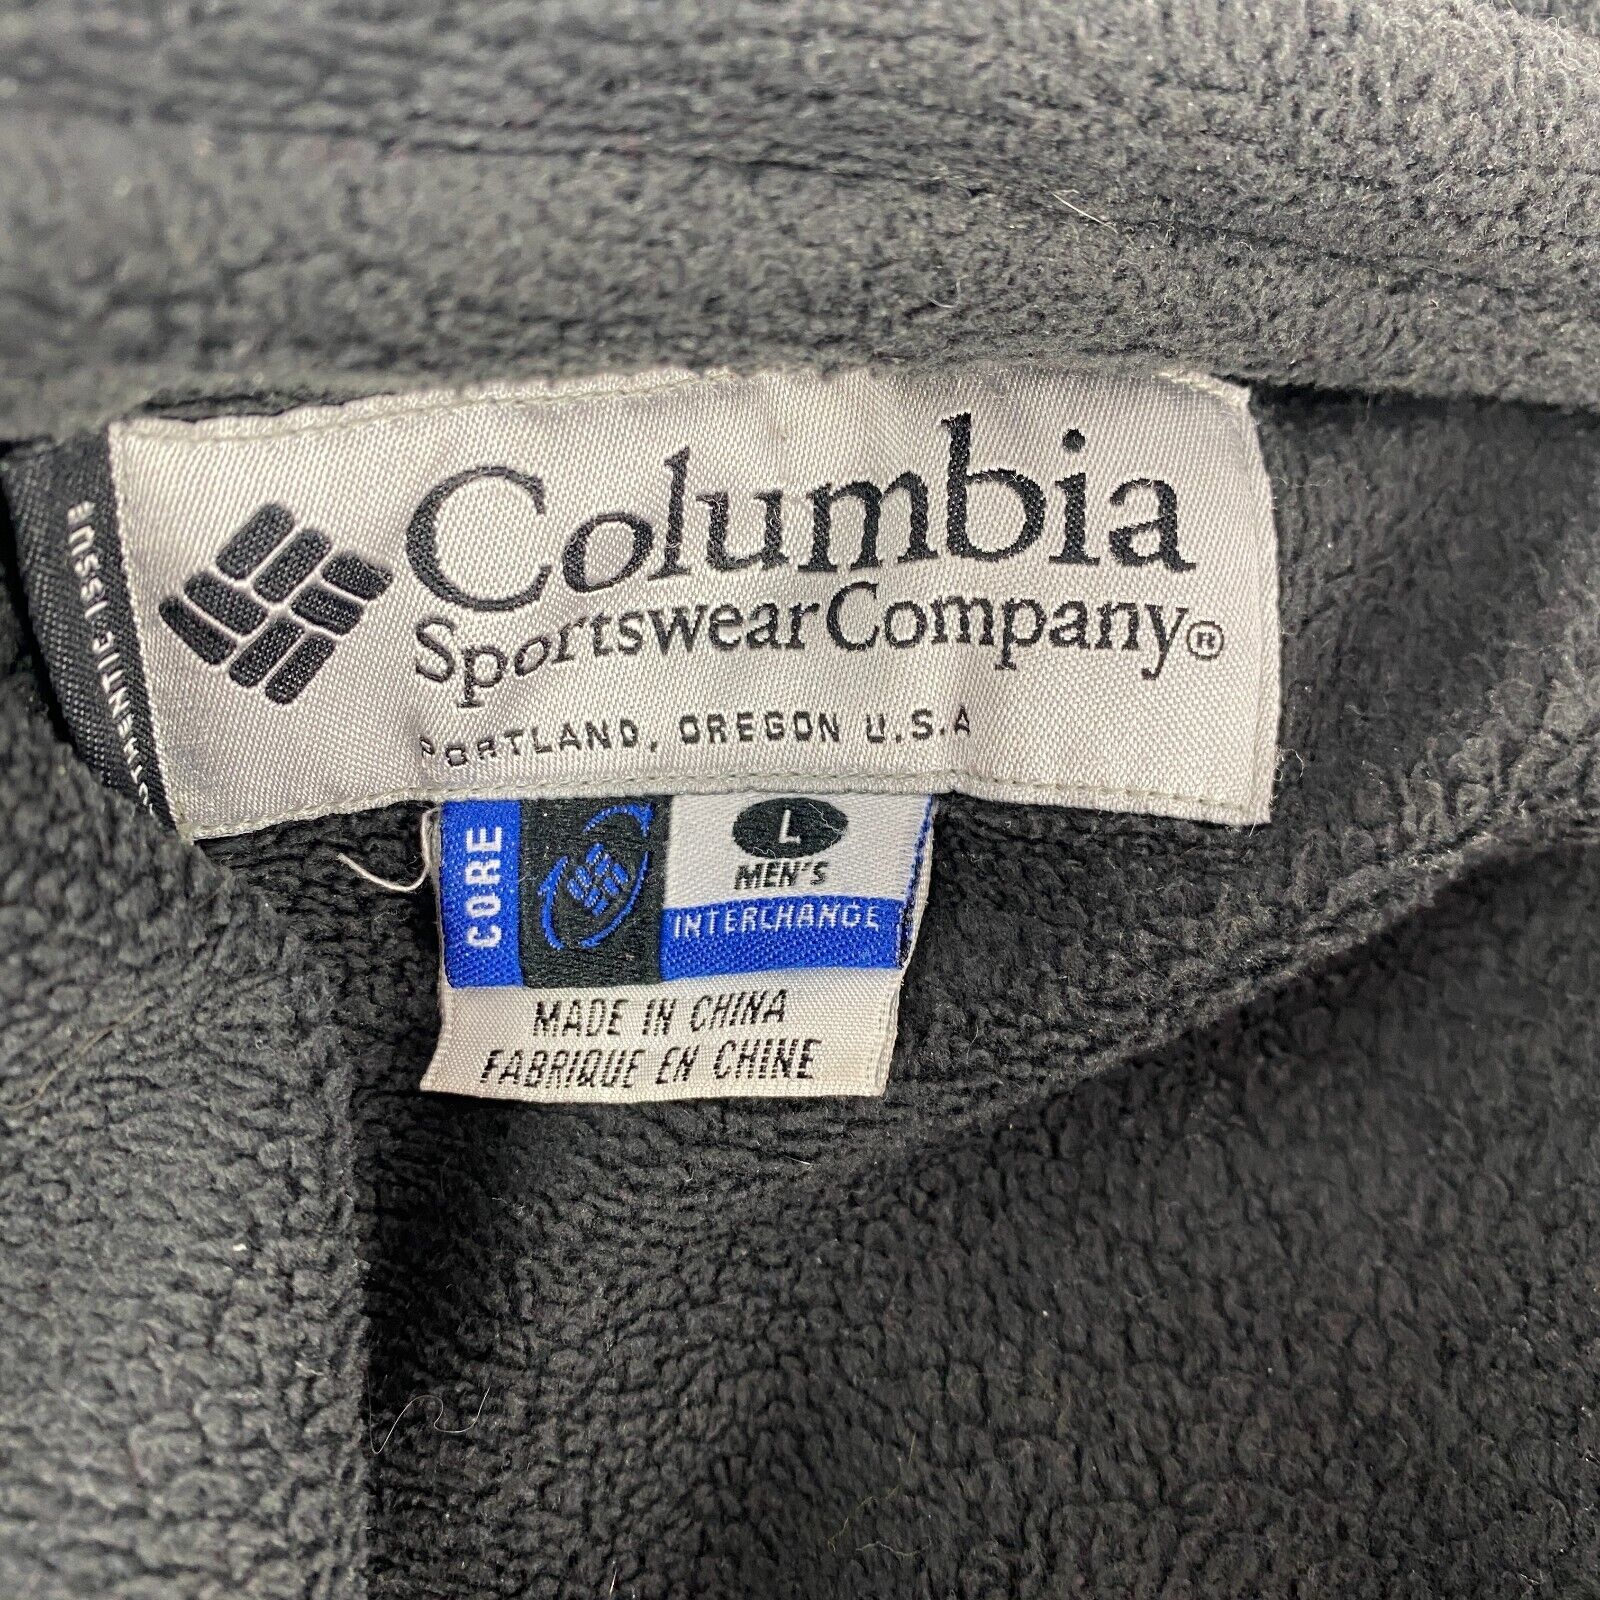 Columbia
Sportswear Company®
PORTLAND, OREGON U.S.A
CORE
L
MEN'S
INTERCHANGE
MADE IN CHINA
FABRIQUE EN CHINE